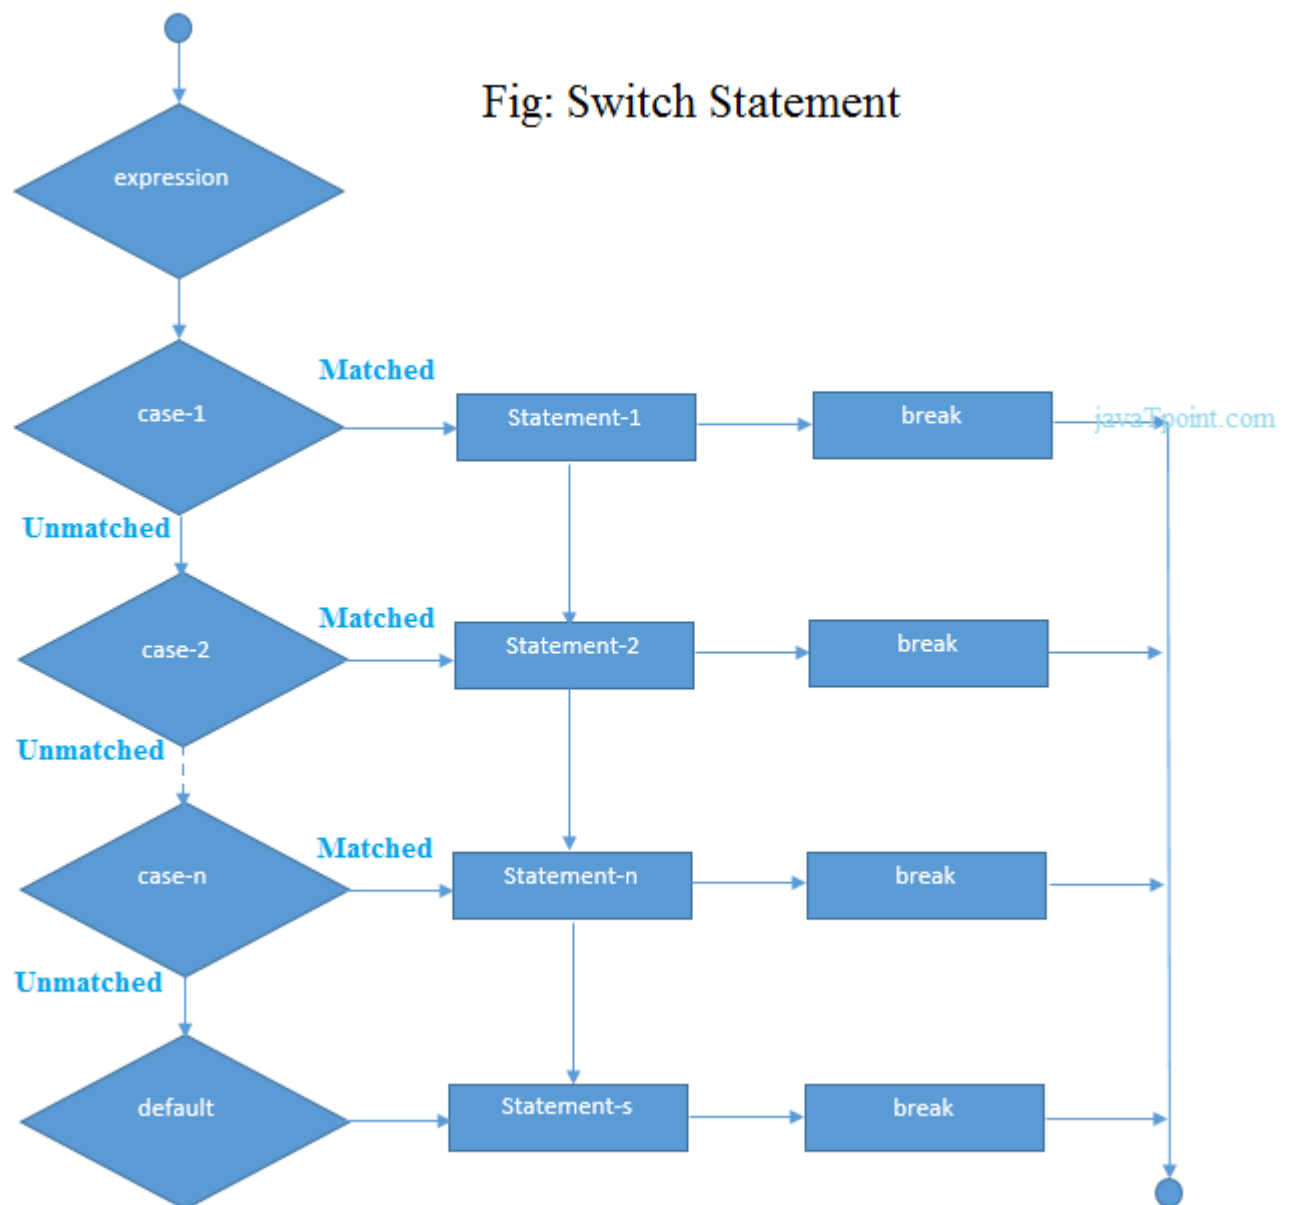 Fig: Switch Statement
expression
Matched
case-1
Statement-1
break
javaTpoint.com
Unmatched
Matched
case-2
Statement-2
break
Unmatched
Matched
case-n
Statement-n
break
Unmatched
default
Statement-s
break